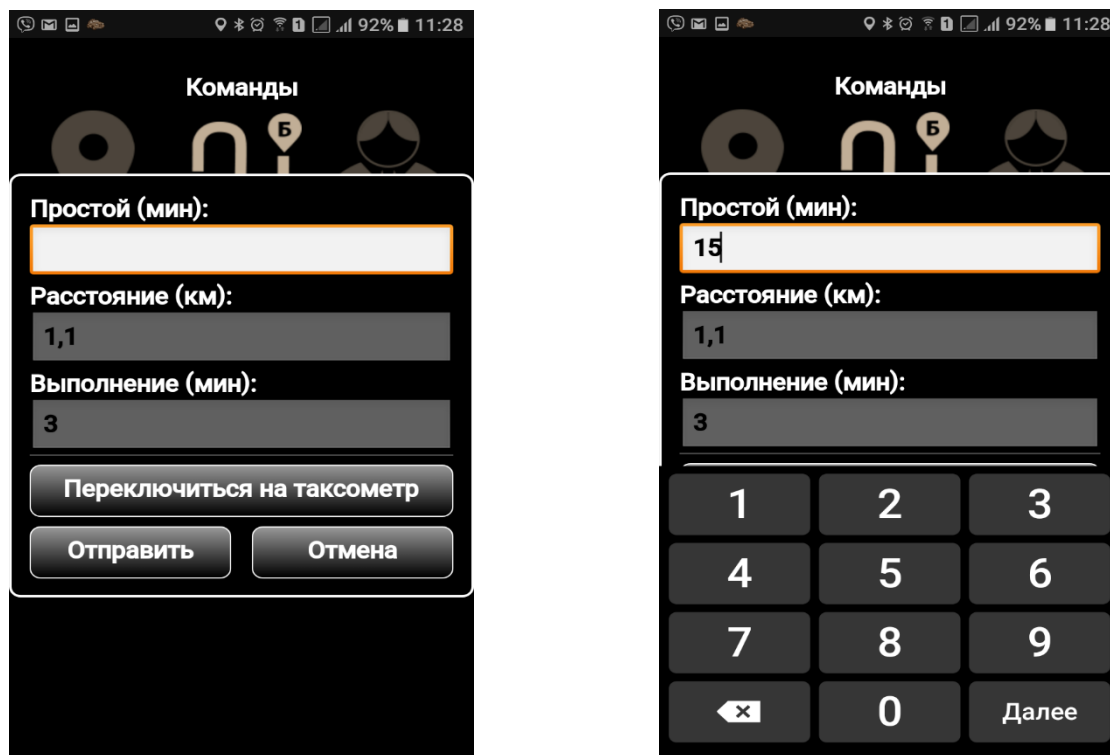 92% 11:28
Команды
Б
Простой (мин):
Расстояние (км):
1,1
Выполнение (мин):
3
Переключиться на таксометр
Отправить Отмена
92% 11:28
Команды
Б
Простой (мин):
15
Расстояние (км):
1,1
Выполнение (мин):
3
1 2 3
4 5 6
7 8 9
0 Далее